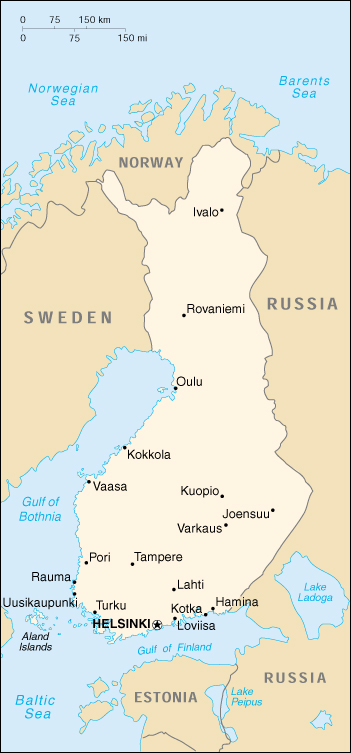 0 75 150 km
0 75 150 mi
Norwegian
Sea
Barents
Sea
NORWAY
Ivalo
SWEDEN
RUSSIA
Rovaniemi
Oulu
Kokkola
Vaasa
Kuopio
Gulf of
Bothnia
Joensuu
Varkaus
Pori
Tampere
Rauma
Lahti
Lake
Ladoga
Uusikaupunki
Turku
Kotka
Hamina
HELSINKI
Loviisa
Aland
Islands
Gulf of Finland
Baltic
Sea
ESTONIA
Lake
Peipus
RUSSIA